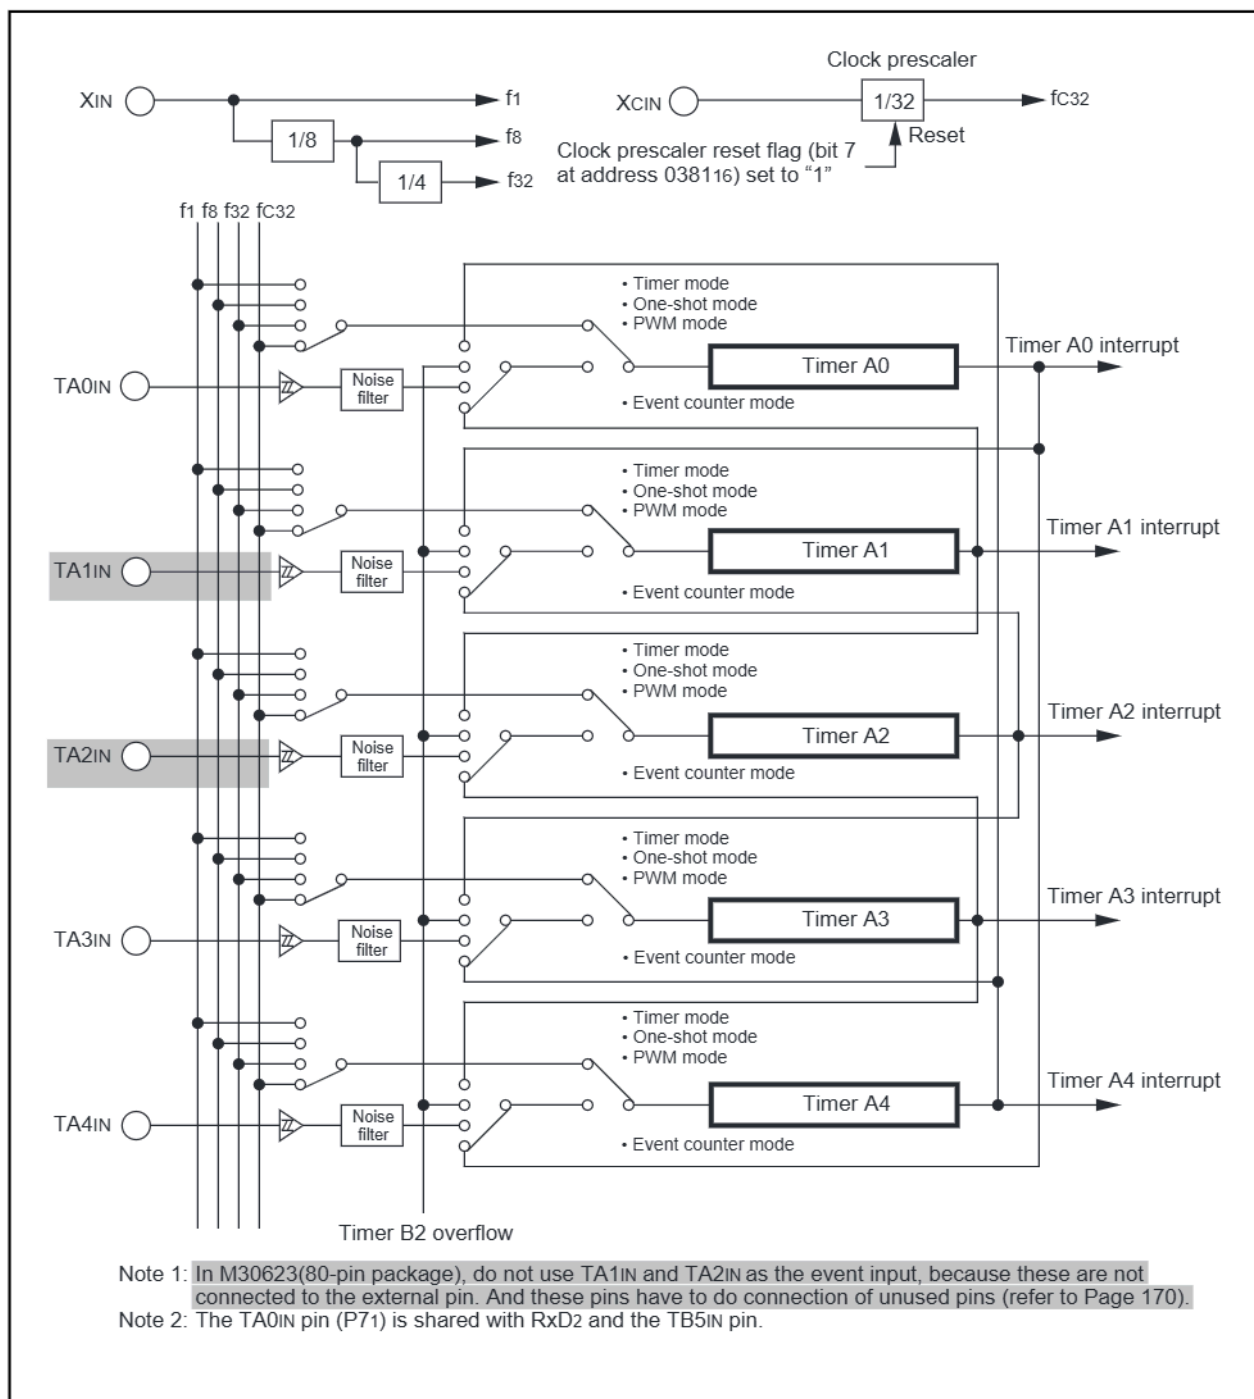 Clock prescaler
XIN
f1
XCIN
1/32
fC32
1/8
f8
Reset
Clock prescaler reset flag (bit 7
at address 038116) set to “1”
1/4
f32
f1 f8 f32 fC32
• Timer mode
• One-shot mode
• PWM mode
Timer A0 interrupt
Timer A0
TA0IN
Noise
filter
• Event counter mode
• Timer mode
• One-shot mode
• PWM mode
Timer A1 interrupt
Timer A1
TA1IN
Noise
filter
• Event counter mode
• Timer mode
• One-shot mode
• PWM mode
Timer A2 interrupt
Timer A2
TA2IN
Noise
filter
• Event counter mode
• Timer mode
• One-shot mode
• PWM mode
Timer A3 interrupt
Timer A3
TA3IN
Noise
filter
• Event counter mode
• Timer mode
• One-shot mode
• PWM mode
Timer A4 interrupt
Timer A4
TA4IN
Noise
filter
• Event counter mode
Timer B2 overflow
Note 1: In M30623(80-pin package), do not use TA1IN and TA2IN as the event input, because these are not
connected to the external pin. And these pins have to do connection of unused pins (refer to Page 170).
Note 2: The TA0IN pin (P71) is shared with RxD2 and the TB5IN pin.